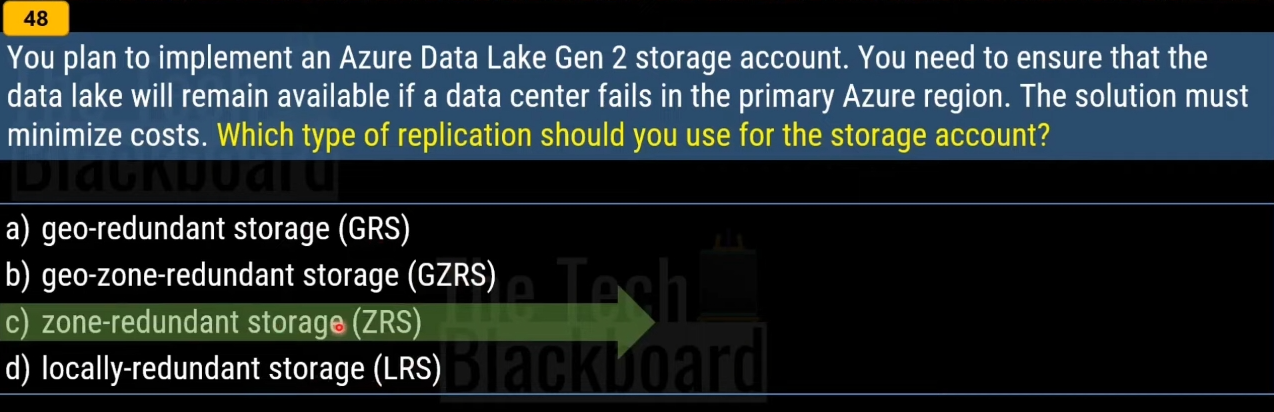 48
You plan to implement an Azure Data Lake Gen 2 storage account. You need to ensure that the
data lake will remain available if a data center fails in the primary Azure region. The solution must
minimize costs. Which type of replication should you use for the storage account?
Blackboard
a) geo-redundant storage (GRS)
b) geo-zone-redundant storage (GZRS)
c) zone-redundant storage (ZRS)
d) locally-redundant storage (LRS)
The Tech
Blackboard